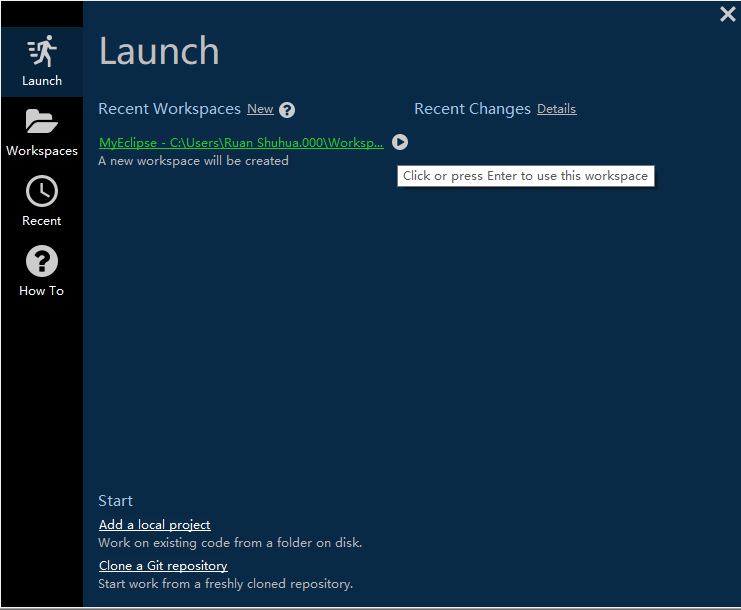 Launch
Workspaces
Recent
How To
Launch
Recent Workspaces New ?
MyEclipse - C:\Users\Ruan Shuhua.000\Worksp...
A new workspace will be created
Recent Changes Details
Click or press Enter to use this workspace
Start
Add a local project
Work on existing code from a folder on disk.
Clone a Git repository
Start work from a freshly cloned repository.